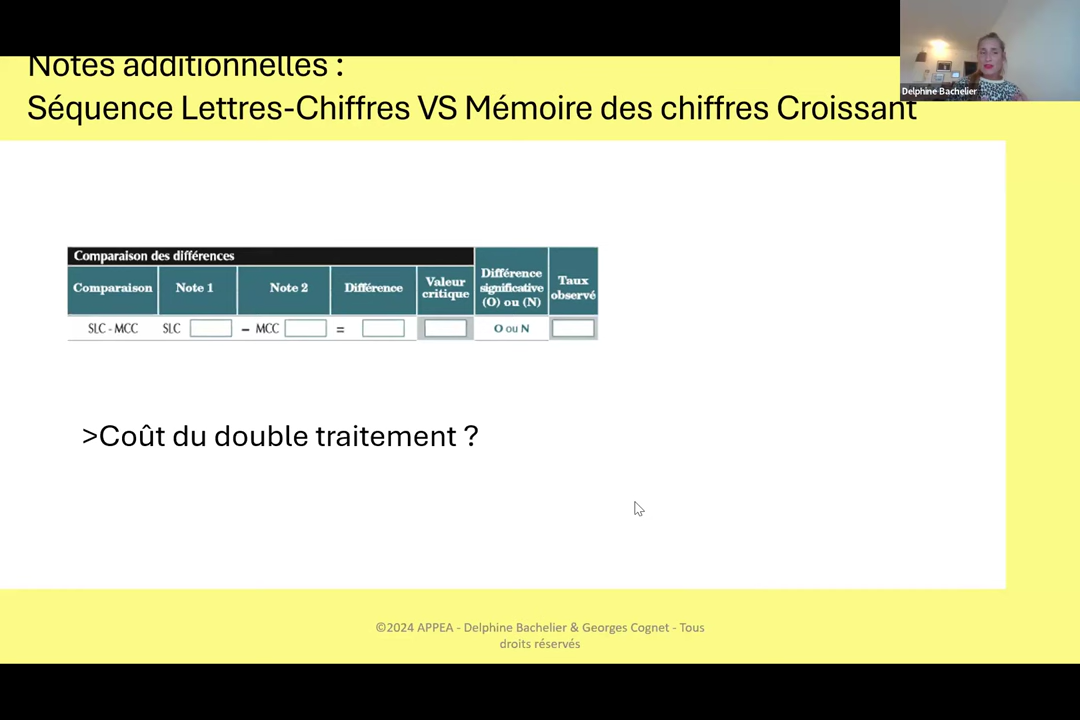 Notes additionnelles :
Séquence Lettres-Chiffres VS Mémoire des chiffres Croissant
Delphine Bachelier
Comparaison des différences
Comparaison
Note 1
Note 2
Différence
Valeur
critique
Différence
significative
(O) ou (N)
Taux
observé
SLC - MCC SLC – MCC = O ou N
>Coût du double traitement ?
©2024 APPEA - Delphine Bachelier & Georges Cognet - Tous
droits réservés